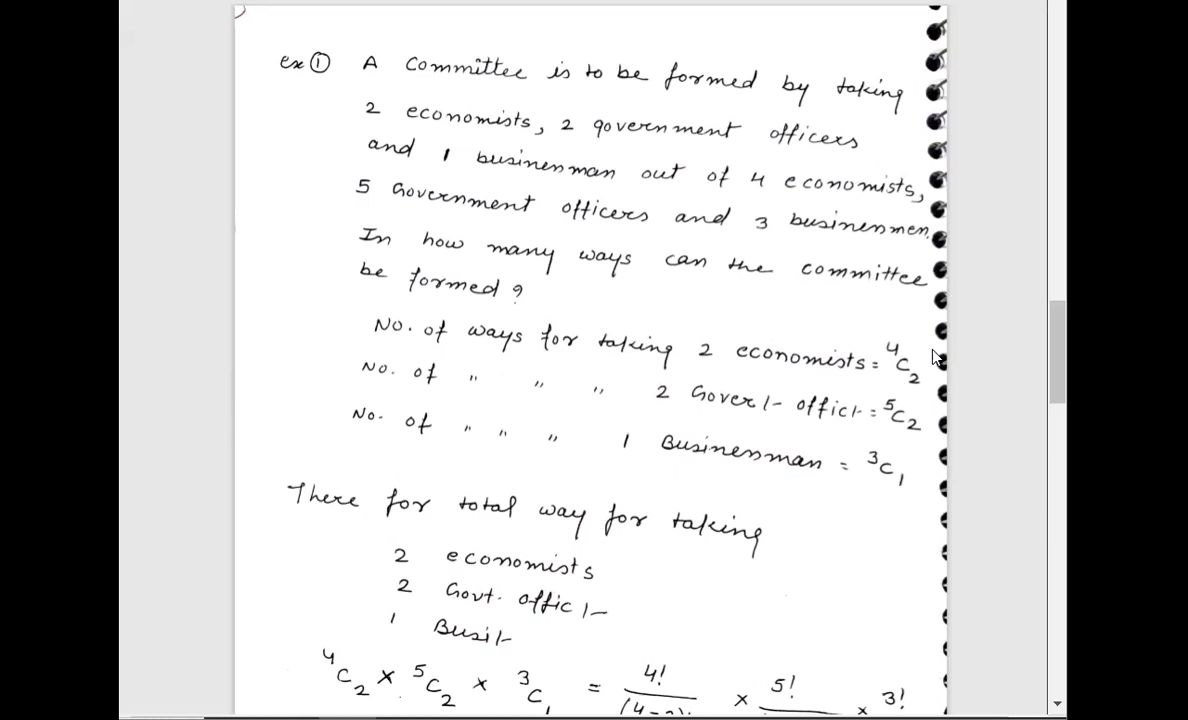 ex ① A committee is to be formed by taking
2 economists, 2 government officers
and 1 businessman out of 4 economists,
5 Government officers and 3 businessmen.
In how many ways can the committee
be formed ?
No. of ways for taking 2 economists = ⁴C₂
No. of " " " 2 Gover/- offic/- = ⁵C₂
No. of " " " 1 Businessman = ³C₁
There for total way for taking
2 economists
2 Govt. offic/-
1 Busi/-
⁴C₂ × ⁵C₂ × ³C₁ = 4! × 5! × 3!